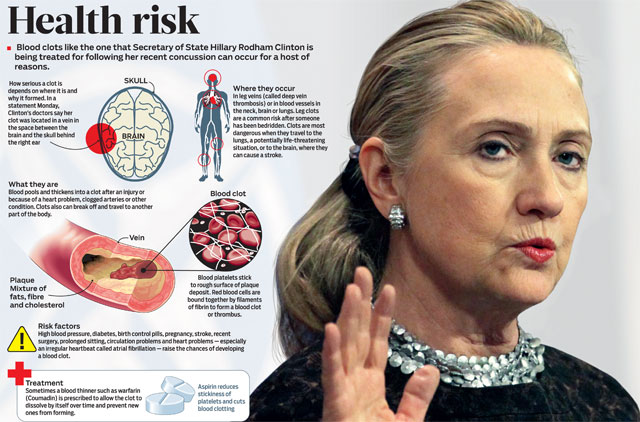 Health risk
Blood clots like the one that Secretary of State Hillary Rodham Clinton is
being treated for following her recent concussion can occur for a host of
reasons.
How serious a clot is
depends on where it is and
why it formed. In a
statement Monday,
Clinton's doctors say her
clot was located in a vein in
the space between the
brain and the skull behind
the right ear
SKULL
BRAIN
Where they occur
In leg veins (called deep vein
thrombosis) or in blood vessels in
the neck, brain or lungs. Leg clots
are a common risk after someone
has been bedridden. Clots are most
dangerous when they travel to the
lungs, a potentially life-threatening
situation, or to the brain, where they
can cause a stroke.
What they are
Blood pools and thickens into a clot after an injury or
because of a heart problem, clogged arteries or other
condition. Clots also can break off and travel to another
part of the body.
Blood clot
Vein
Plaque
Mixture of
fats, fibre
and cholesterol
Blood platelets stick
to rough surface of plaque
deposit. Red blood cells are
bound together by filaments
of fibrin to form a blood clot
or thrombus.
Risk factors
High blood pressure, diabetes, birth control pills, pregnancy, stroke, recent
surgery, prolonged sitting, circulation problems and heart problems — especially
an irregular heartbeat called atrial fibrillation — raise the chances of developing
a blood clot.
Treatment
Sometimes a blood thinner such as warfarin
(Coumadin) is prescribed to allow the clot to
dissolve by itself over time and prevent new
ones from forming.
Aspirin reduces
stickiness of
platelets and cuts
blood clotting